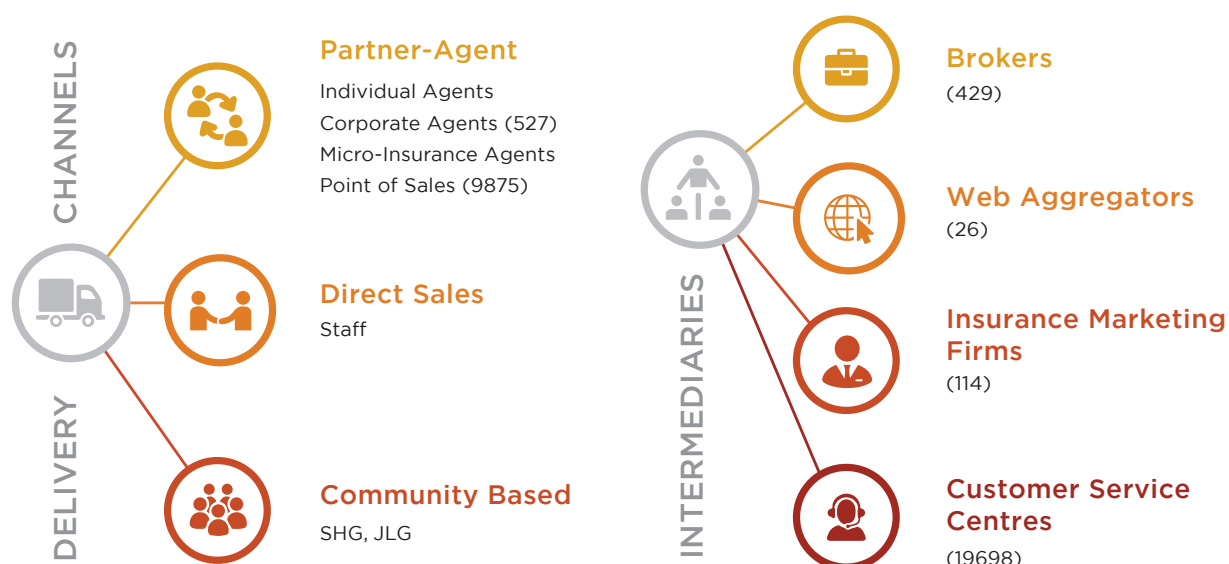 DELIVERY CHANNELS
Partner-Agent
Individual Agents
Corporate Agents (527)
Micro-Insurance Agents
Point of Sales (9875)
Direct Sales
Staff
Community Based
SHG, JLG
INTERMEDIARIES
Brokers
(429)
Web Aggregators
(26)
Insurance Marketing
Firms
(114)
Customer Service
Centres
(19698)